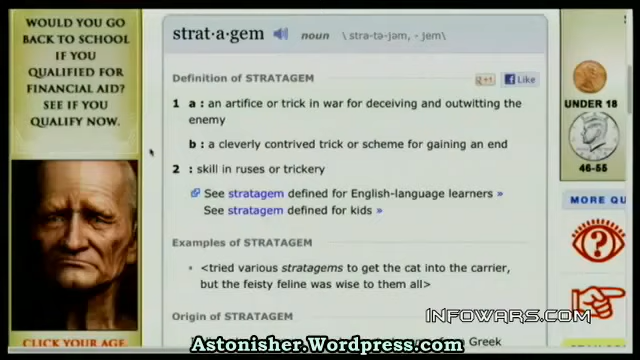 WOULD YOU GO
BACK TO SCHOOL
IF YOU
QUALIFIED FOR
FINANCIAL AID?
SEE IF YOU
QUALIFY NOW.
CLICK YOUR AGE.
strat·a·gem noun \ stra-tə-jəm, - jem\
Definition of STRATAGEM
+1 Like
1 a : an artifice or trick in war for deceiving and outwitting the
enemy
b : a cleverly contrived trick or scheme for gaining an end
2 : skill in ruses or trickery
See stratagem defined for English-language learners »
See stratagem defined for kids »
Examples of STRATAGEM
• <tried various stratagems to get the cat into the carrier,
but the feisty feline was wise to them all>
Origin of STRATAGEM
Greek
UNDER 18
46-55
MORE QU
INFOWARS.COM
Astonisher.Wordpress.com